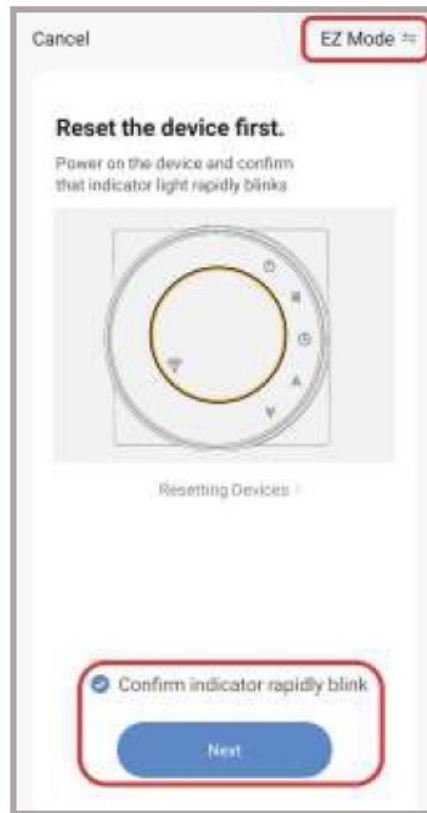 Cancel
EZ Mode
Reset the device first.
Power on the device and confirm
that indicator light rapidly blinks
Resetting Devices >
Confirm indicator rapidly blink
Next